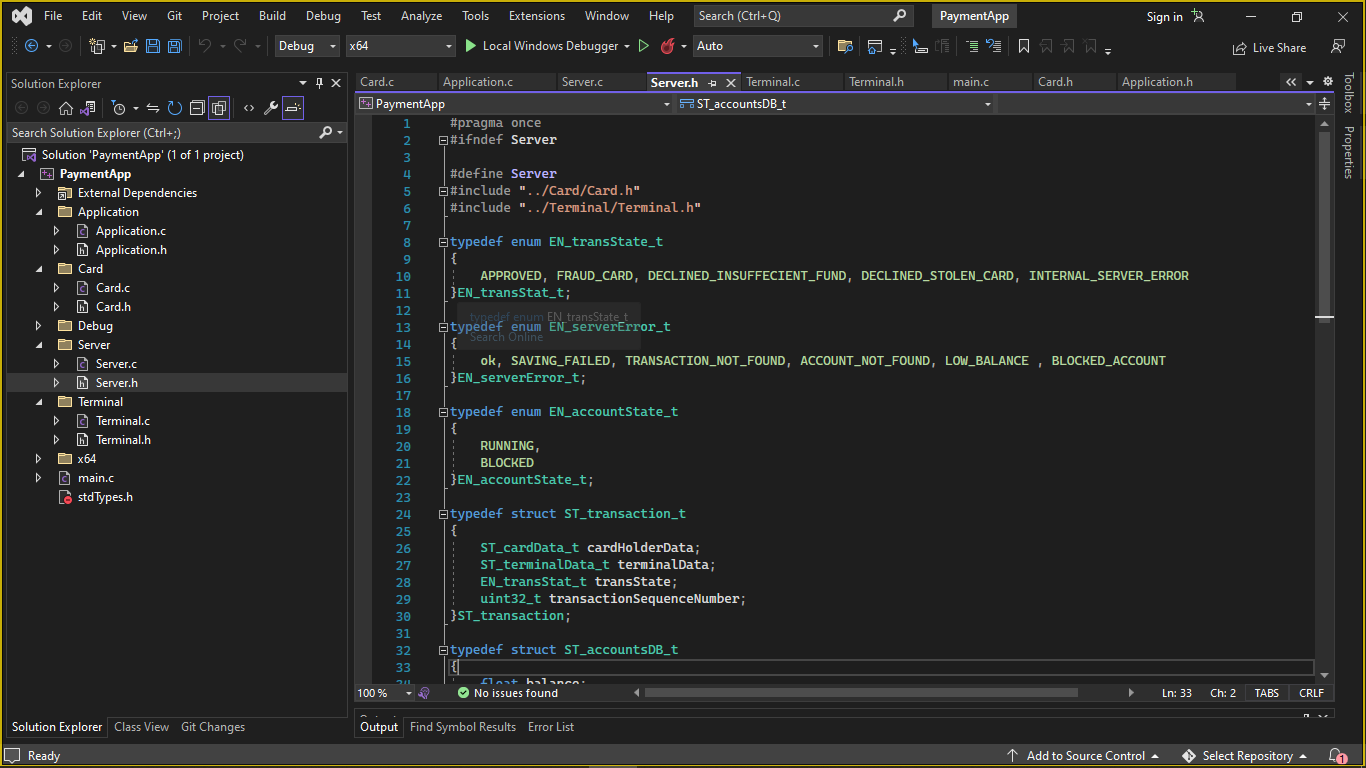 File Edit View Git Project Build Debug Test Analyze Tools Extensions Window Help Search (Ctrl+Q) PaymentApp Sign in
Debug x64 Local Windows Debugger Auto Live Share
Solution Explorer
Search Solution Explorer (Ctrl+;)
Solution 'PaymentApp' (1 of 1 project)
PaymentApp
External Dependencies
Application
Application.c
Application.h
Card
Card.c
Card.h
Debug
Server
Server.c
Server.h
Terminal
Terminal.c
Terminal.h
x64
main.c
stdTypes.h
Solution Explorer Class View Git Changes
Card.c Application.c Server.c Server.h Terminal.c Terminal.h main.c Card.h Application.h
PaymentApp ST_accountsDB_t
1 #pragma once
2 #ifndef Server
3
4 #define Server
5 #include "../Card/Card.h"
6 #include "../Terminal/Terminal.h"
7
8 typedef enum EN_transState_t
9 {
10 APPROVED, FRAUD_CARD, DECLINED_INSUFFECIENT_FUND, DECLINED_STOLEN_CARD, INTERNAL_SERVER_ERROR
11 }EN_transStat_t;
12
typedef enum EN_transState_t
13 typedef enum EN_serverError_t
Search Online
14 {
15 ok, SAVING_FAILED, TRANSACTION_NOT_FOUND, ACCOUNT_NOT_FOUND, LOW_BALANCE , BLOCKED_ACCOUNT
16 }EN_serverError_t;
17
18 typedef enum EN_accountState_t
19 {
20 RUNNING,
21 BLOCKED
22 }EN_accountState_t;
23
24 typedef struct ST_transaction_t
25 {
26 ST_cardData_t cardHolderData;
27 ST_terminalData_t terminalData;
28 EN_transStat_t transState;
29 uint32_t transactionSequenceNumber;
30 }ST_transaction;
31
32 typedef struct ST_accountsDB_t
33 {
34 float balance;
100 % No issues found Ln: 33 Ch: 2 TABS CRLF
Output
Output Find Symbol Results Error List
Toolbox
Properties
Ready Add to Source Control Select Repository 1